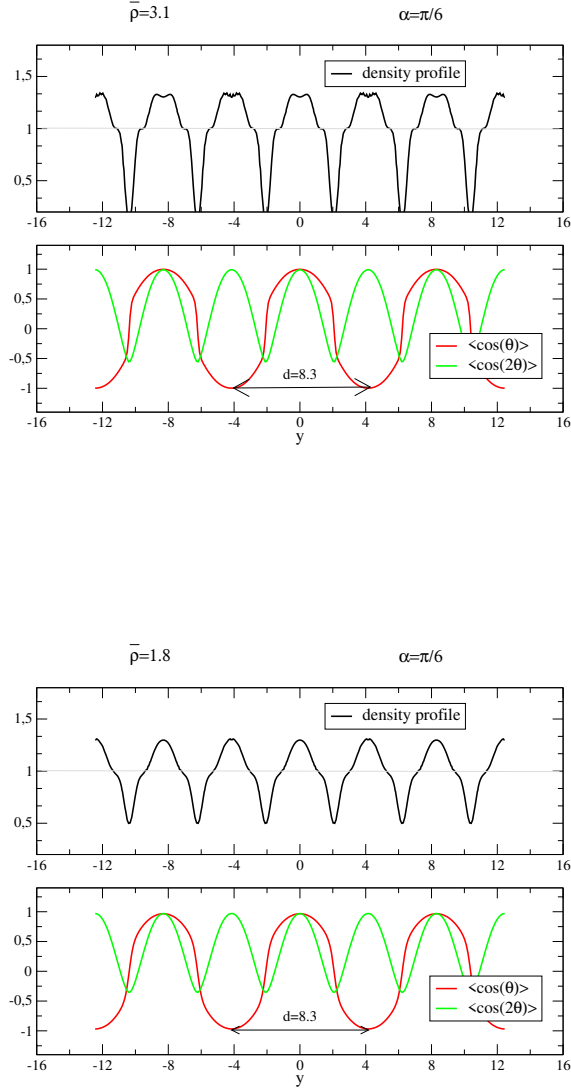 ρ̅=3.1 α=π/6
1,5
density profile
1
0,5
-16 -12 -8 -4 0 4 8 12 16
1
0,5
0
-0,5
-1
<cos(θ)>
<cos(2θ)>
d=8.3
-16 -12 -8 -4 0 4 8 12 16
y
ρ̅=1.8 α=π/6
1,5
density profile
1
0,5
-16 -12 -8 -4 0 4 8 12 16
1
0,5
0
-0,5
-1
<cos(θ)>
<cos(2θ)>
d=8.3
-16 -12 -8 -4 0 4 8 12 16
y